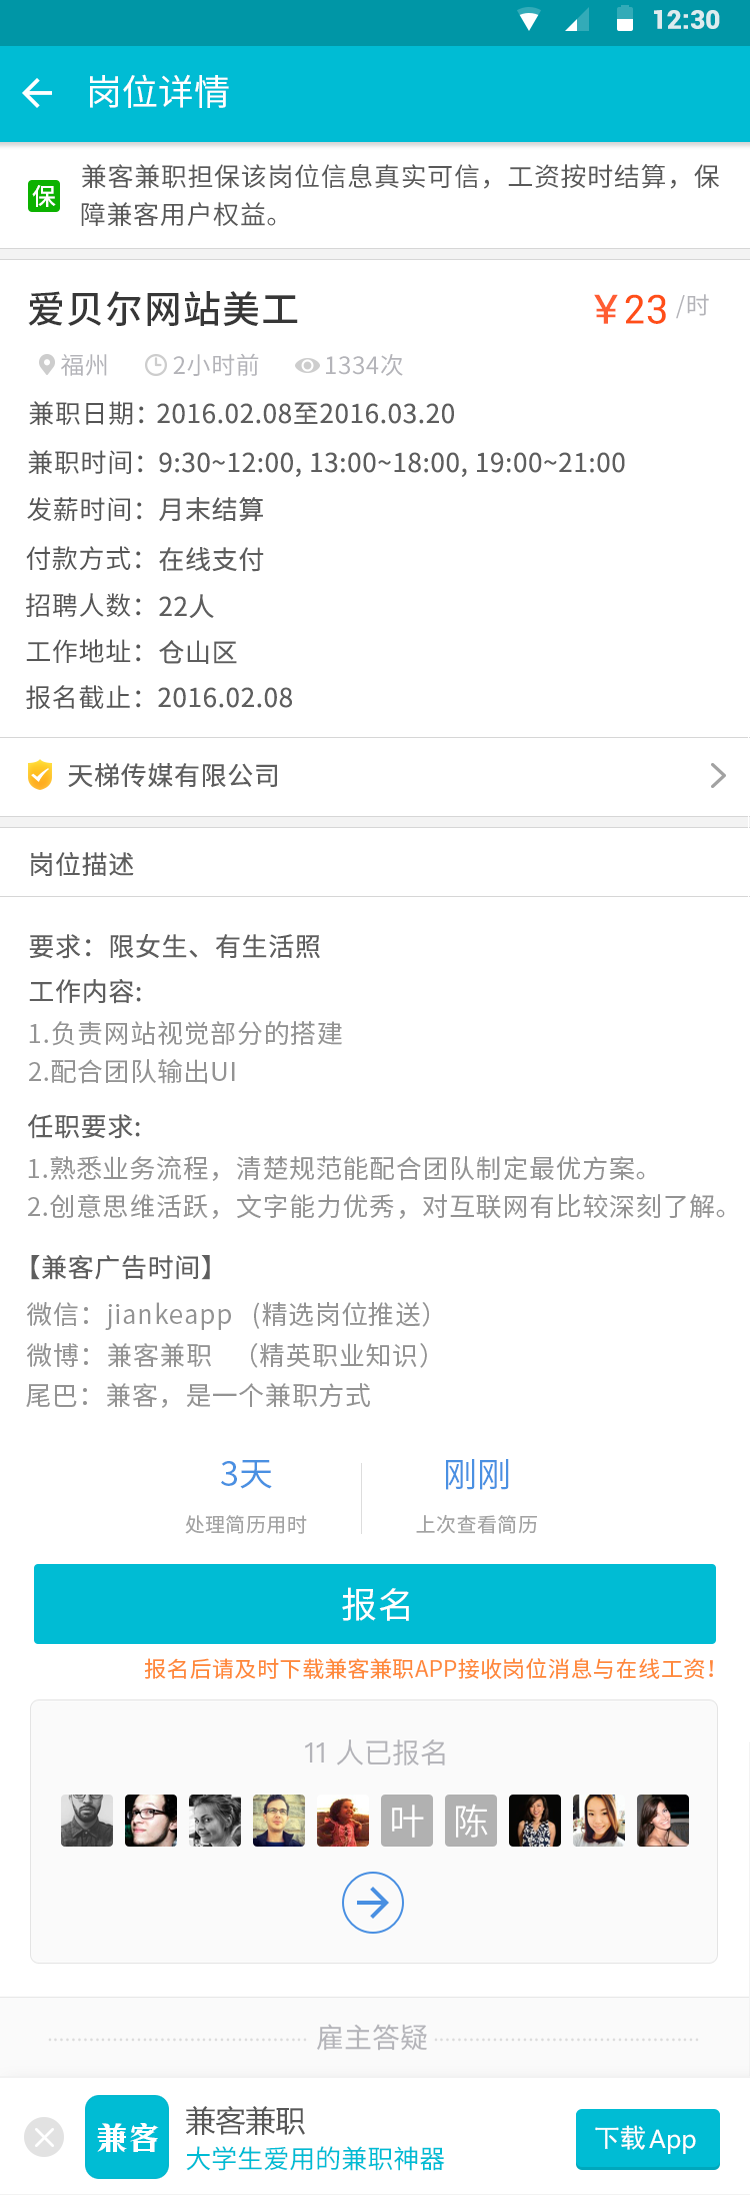 12:30
岗位详情
保
兼客兼职担保该岗位信息真实可信，工资按时结算，保
障兼客用户权益。
爱贝尔网站美工
￥23 /时
福州 2小时前 1334次
兼职日期：2016.02.08至2016.03.20
兼职时间：9:30~12:00, 13:00~18:00, 19:00~21:00
发薪时间：月末结算
付款方式：在线支付
招聘人数：22人
工作地址：仓山区
报名截止：2016.02.08
天梯传媒有限公司
岗位描述
要求：限女生、有生活照
工作内容:
1.负责网站视觉部分的搭建
2.配合团队输出UI
任职要求:
1.熟悉业务流程，清楚规范能配合团队制定最优方案。
2.创意思维活跃，文字能力优秀，对互联网有比较深刻了解。
【兼客广告时间】
微信：jiankeapp（精选岗位推送）
微博：兼客兼职 （精英职业知识）
尾巴：兼客，是一个兼职方式
3天 刚刚
处理简历用时 上次查看简历
报名
报名后请及时下载兼客兼职APP接收岗位消息与在线工资！
11 人已报名
叶 陈
雇主答疑
兼客
兼客兼职
大学生爱用的兼职神器
下载App